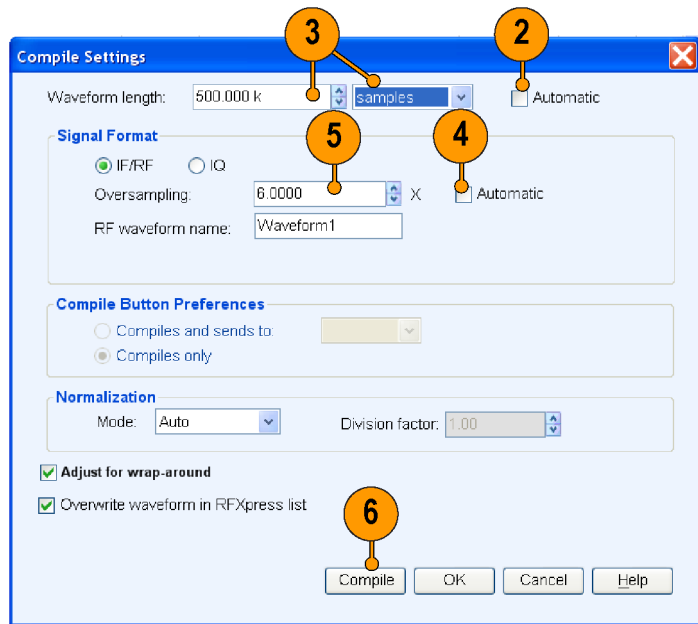 3
2
Compile Settings
Waveform length: 500.000 k samples Automatic
Signal Format
5
4
IF/RF IQ
Oversampling: 6.0000 X Automatic
RF waveform name: Waveform1
Compile Button Preferences
Compiles and sends to:
Compiles only
Normalization
Mode: Auto Division factor: 1.00
Adjust for wrap-around
Overwrite waveform in RFXpress list
6
Compile OK Cancel Help